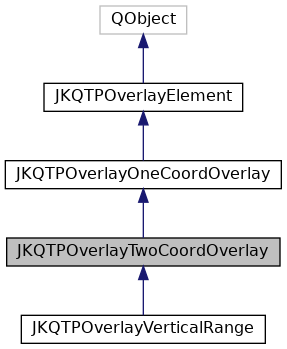 QObject
JKQTPOverlayElement
JKQTPOverlayOneCoordOverlay
JKQTPOverlayTwoCoordOverlay
JKQTPOverlayVerticalRange